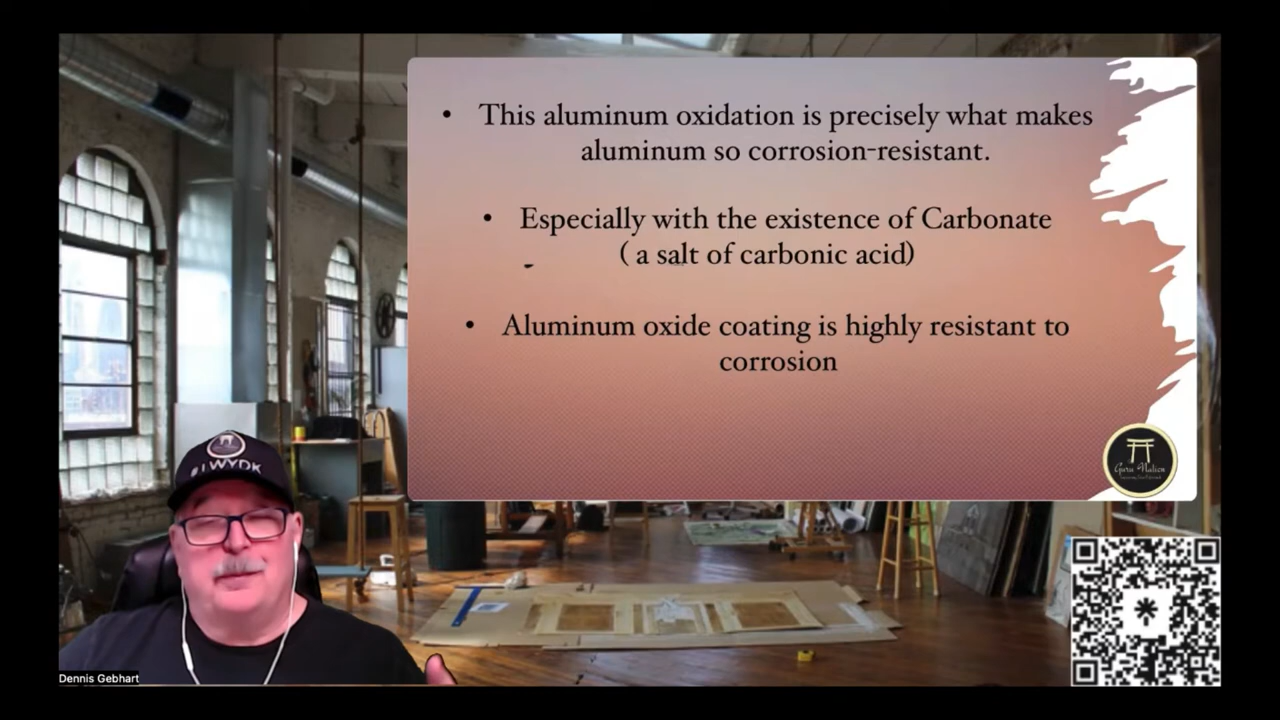 • This aluminum oxidation is precisely what makes
aluminum so corrosion-resistant.
• Especially with the existence of Carbonate
( a salt of carbonic acid)
• Aluminum oxide coating is highly resistant to
corrosion
Guru Nation
#LWYDK
Dennis Gebhart